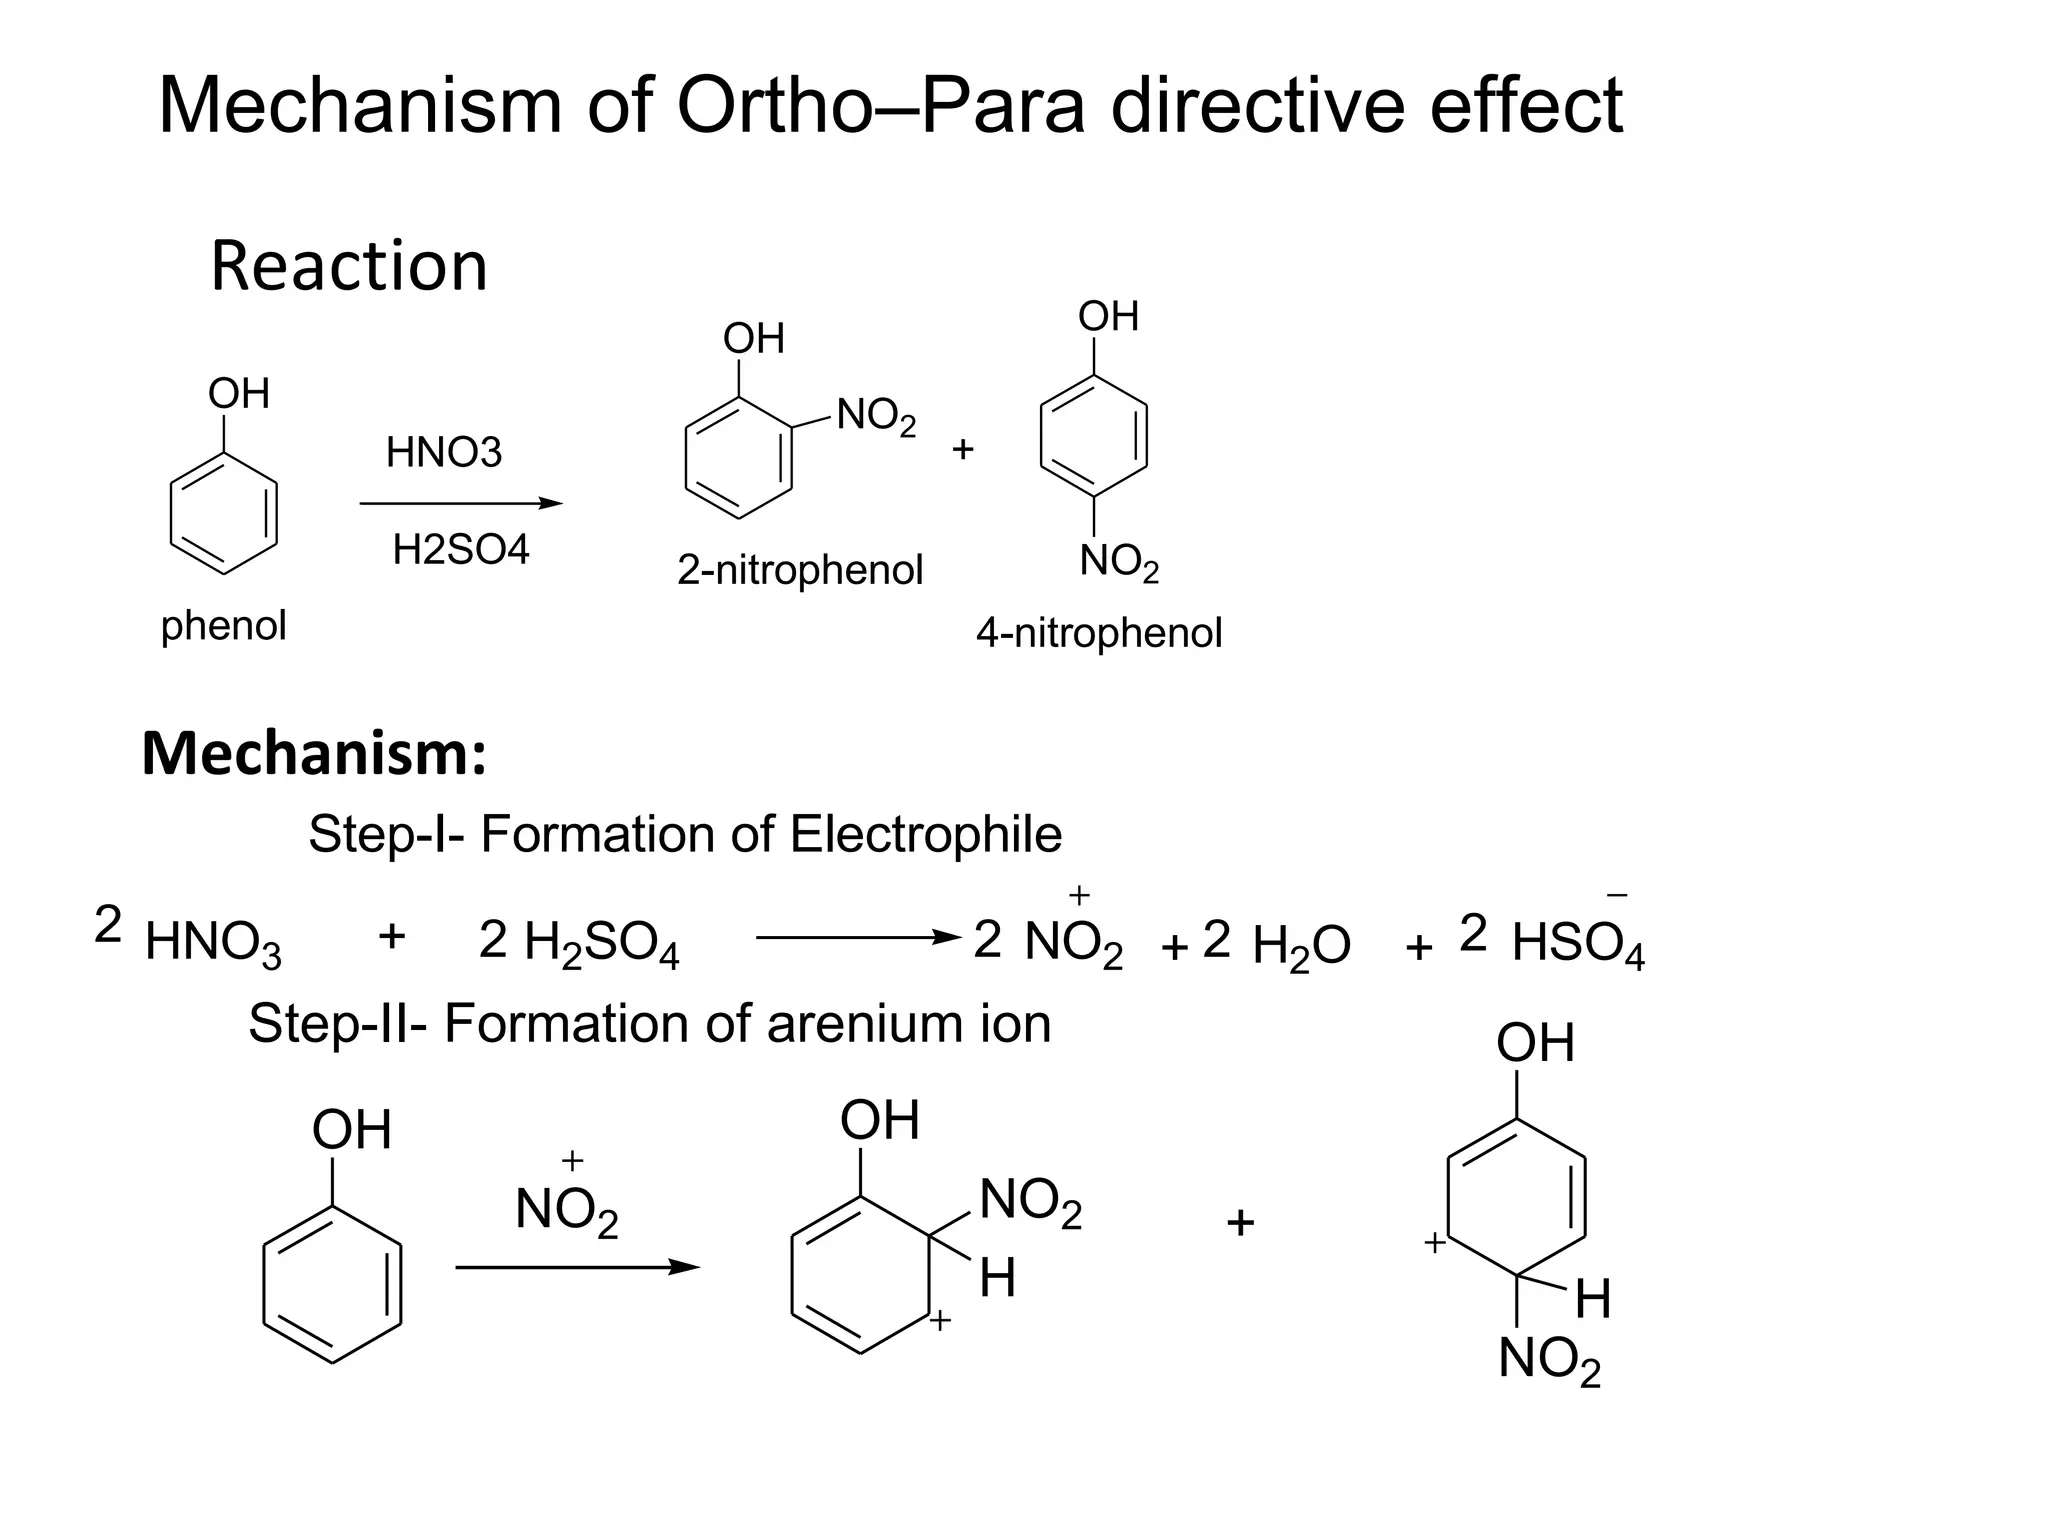 Mechanism of Ortho–Para directive effect
Reaction
OH
HNO3
H2SO4
phenol
OH
NO2
2-nitrophenol
+
OH
NO2
4-nitrophenol
Mechanism:
Step-I- Formation of Electrophile
2 HNO3 + 2 H2SO4 2 NO2+ + 2 H2O + 2 HSO4–
Step-II- Formation of arenium ion
OH
+
NO2
OH
NO2
H
+
+
OH
+
H
NO2